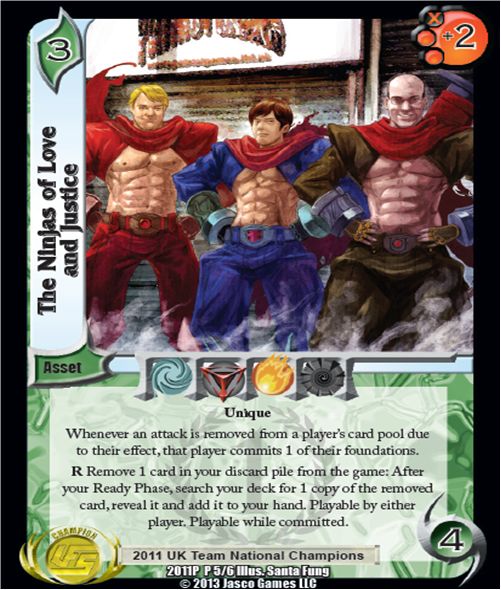 3
+2
The Ninjas of Love
and Justice
Asset
Unique
Whenever an attack is removed from a player's card pool due
to their effect, that player commits 1 of their foundations.
R Remove 1 card in your discard pile from the game: After
your Ready Phase, search your deck for 1 copy of the removed
card, reveal it and add it to your hand. Playable by either
player. Playable while committed.
4
CHAMPION
UFS
2011 UK Team National Champions
2011P P 5/6 Illus. Santa Fung
© 2013 Jasco Games LLC